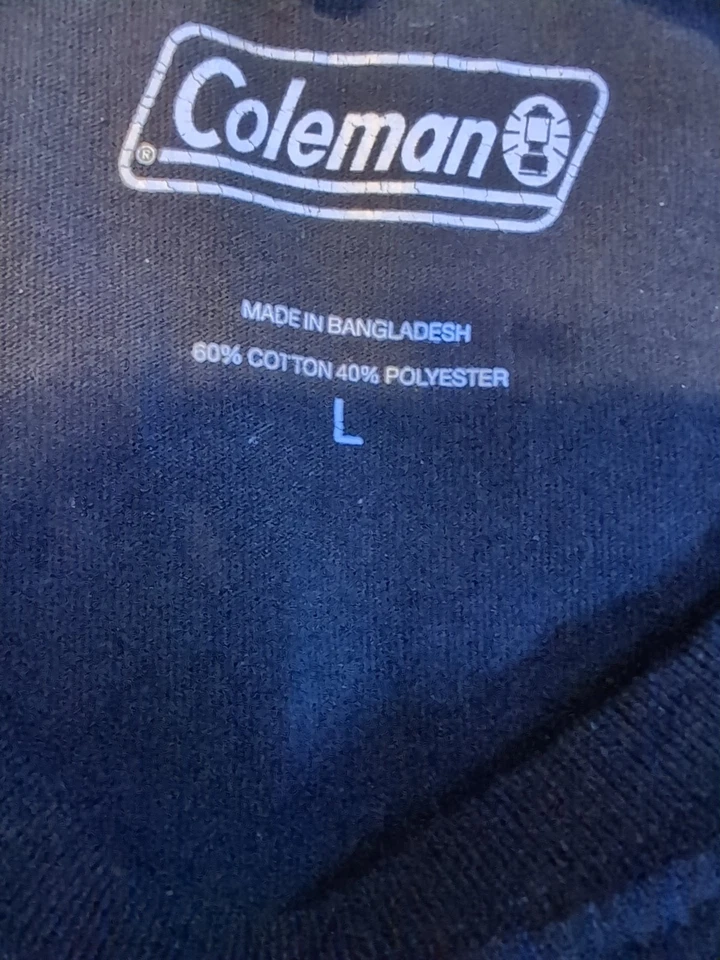 Coleman
®
MADE IN BANGLADESH
60% COTTON 40% POLYESTER
L